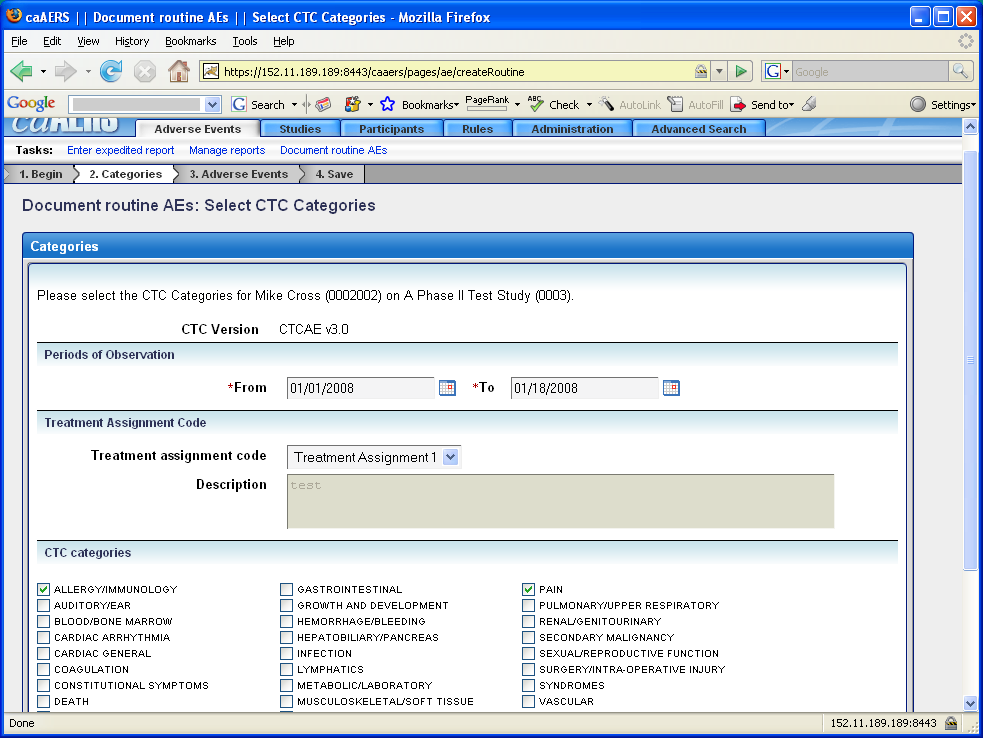 caAERS || Document routine AEs || Select CTC Categories - Mozilla Firefox
File Edit View History Bookmarks Tools Help
https://152.11.189.189:8443/caaers/pages/ae/createRoutine G Google
Google G Search Bookmarks PageRank ABC Check AutoLink AutoFill Send to Settings
caAERS Adverse Events Studies Participants Rules Administration Advanced Search
Tasks: Enter expedited report Manage reports Document routine AEs
1. Begin 2. Categories 3. Adverse Events 4. Save
Document routine AEs: Select CTC Categories
Categories
Please select the CTC Categories for Mike Cross (0002002) on A Phase II Test Study (0003).
CTC Version CTCAE v3.0
Periods of Observation
*From 01/01/2008 *To 01/18/2008
Treatment Assignment Code
Treatment assignment code Treatment Assignment 1
Description test
CTC categories
ALLERGY/IMMUNOLOGY GASTROINTESTINAL PAIN
AUDITORY/EAR GROWTH AND DEVELOPMENT PULMONARY/UPPER RESPIRATORY
BLOOD/BONE MARROW HEMORRHAGE/BLEEDING RENAL/GENITOURINARY
CARDIAC ARRHYTHMIA HEPATOBILIARY/PANCREAS SECONDARY MALIGNANCY
CARDIAC GENERAL INFECTION SEXUAL/REPRODUCTIVE FUNCTION
COAGULATION LYMPHATICS SURGERY/INTRA-OPERATIVE INJURY
CONSTITUTIONAL SYMPTOMS METABOLIC/LABORATORY SYNDROMES
DEATH MUSCULOSKELETAL/SOFT TISSUE VASCULAR
Done 152.11.189.189:8443